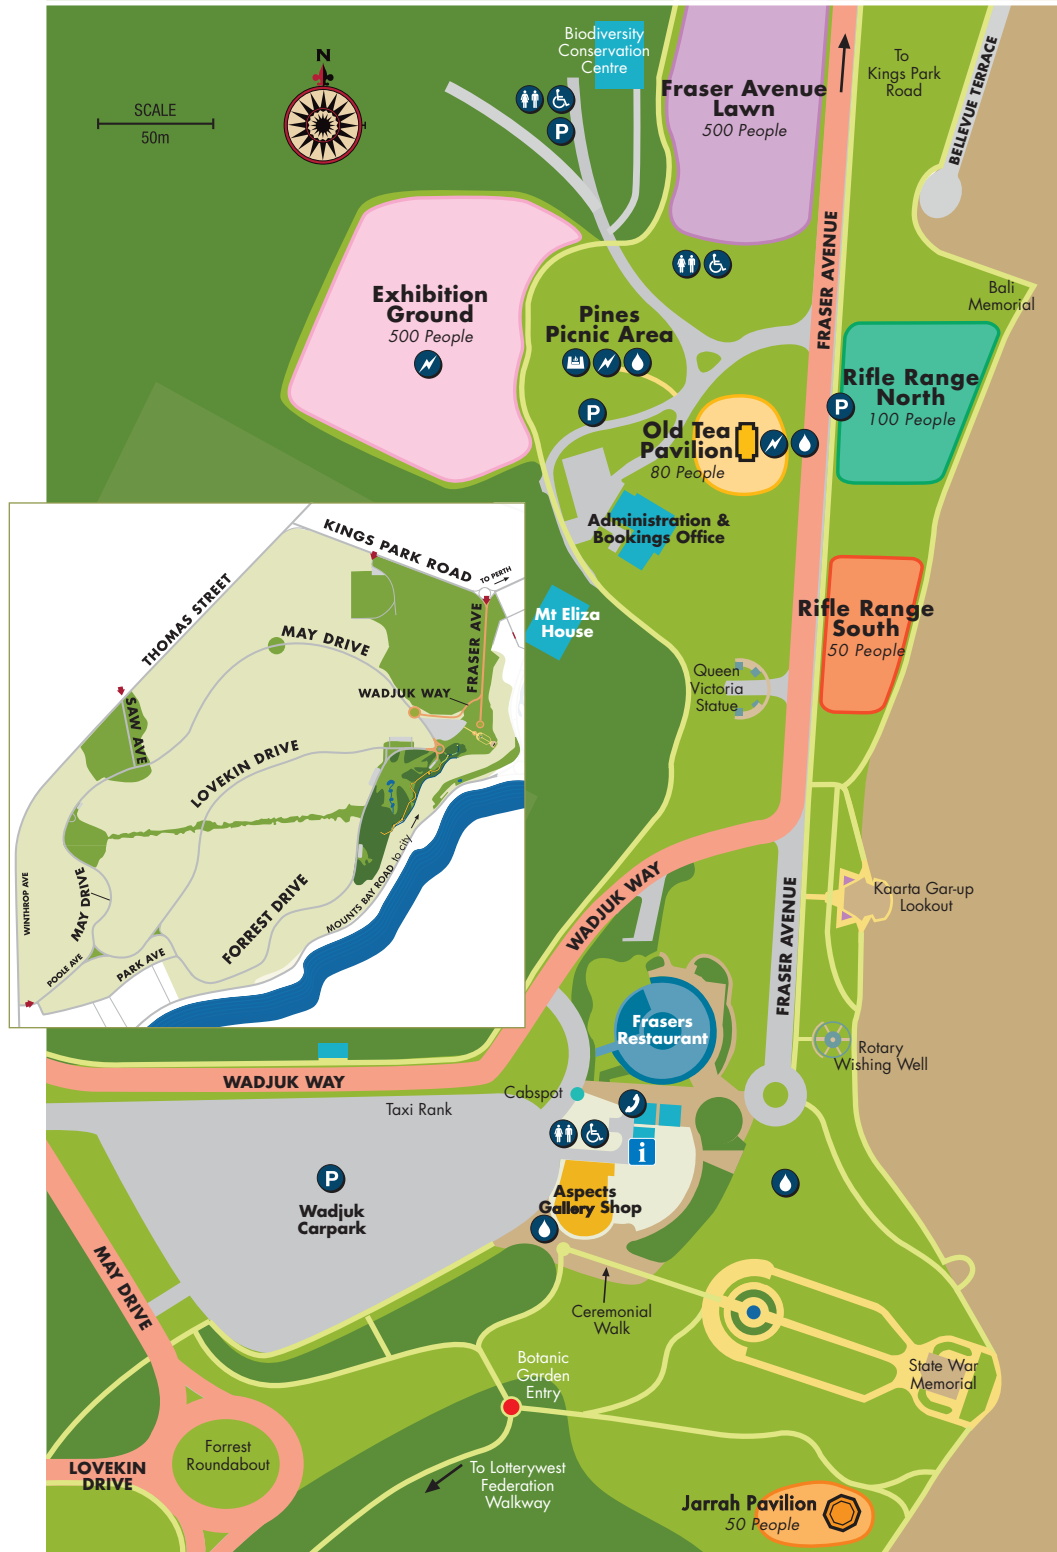 Biodiversity
Conservation
Centre
N
SCALE
50m
Fraser Avenue
Lawn
500 People
To
Kings Park
Road
BELLEVUE TERRACE
P
FRASER AVENUE
Exhibition
Ground
500 People
Pines
Picnic Area
Bali
Memorial
Rifle Range
North
100 People
P
P
Old Tea
Pavilion
80 People
Administration &
Bookings Office
Mt Eliza
House
Rifle Range
South
50 People
Queen
Victoria
Statue
KINGS PARK ROAD
TO PERTH
THOMAS STREET
MAY DRIVE
FRASER AVE
WADJUK WAY
SAW AVE
LOVEKIN DRIVE
WINTHROP AVE
MAY DRIVE
POOLE AVE
PARK AVE
FORREST DRIVE
MOUNTS BAY ROAD to city
WADJUK WAY
FRASER AVENUE
Kaarta Gar-up
Lookout
Frasers
Restaurant
Rotary
Wishing Well
WADJUK WAY
Taxi Rank
Cabspot
i
P
Wadjuk
Carpark
Aspects
Gallery Shop
MAY DRIVE
Ceremonial
Walk
Botanic
Garden
Entry
State War
Memorial
Forrest
Roundabout
LOVEKIN
DRIVE
To Lotterywest
Federation
Walkway
Jarrah Pavilion
50 People